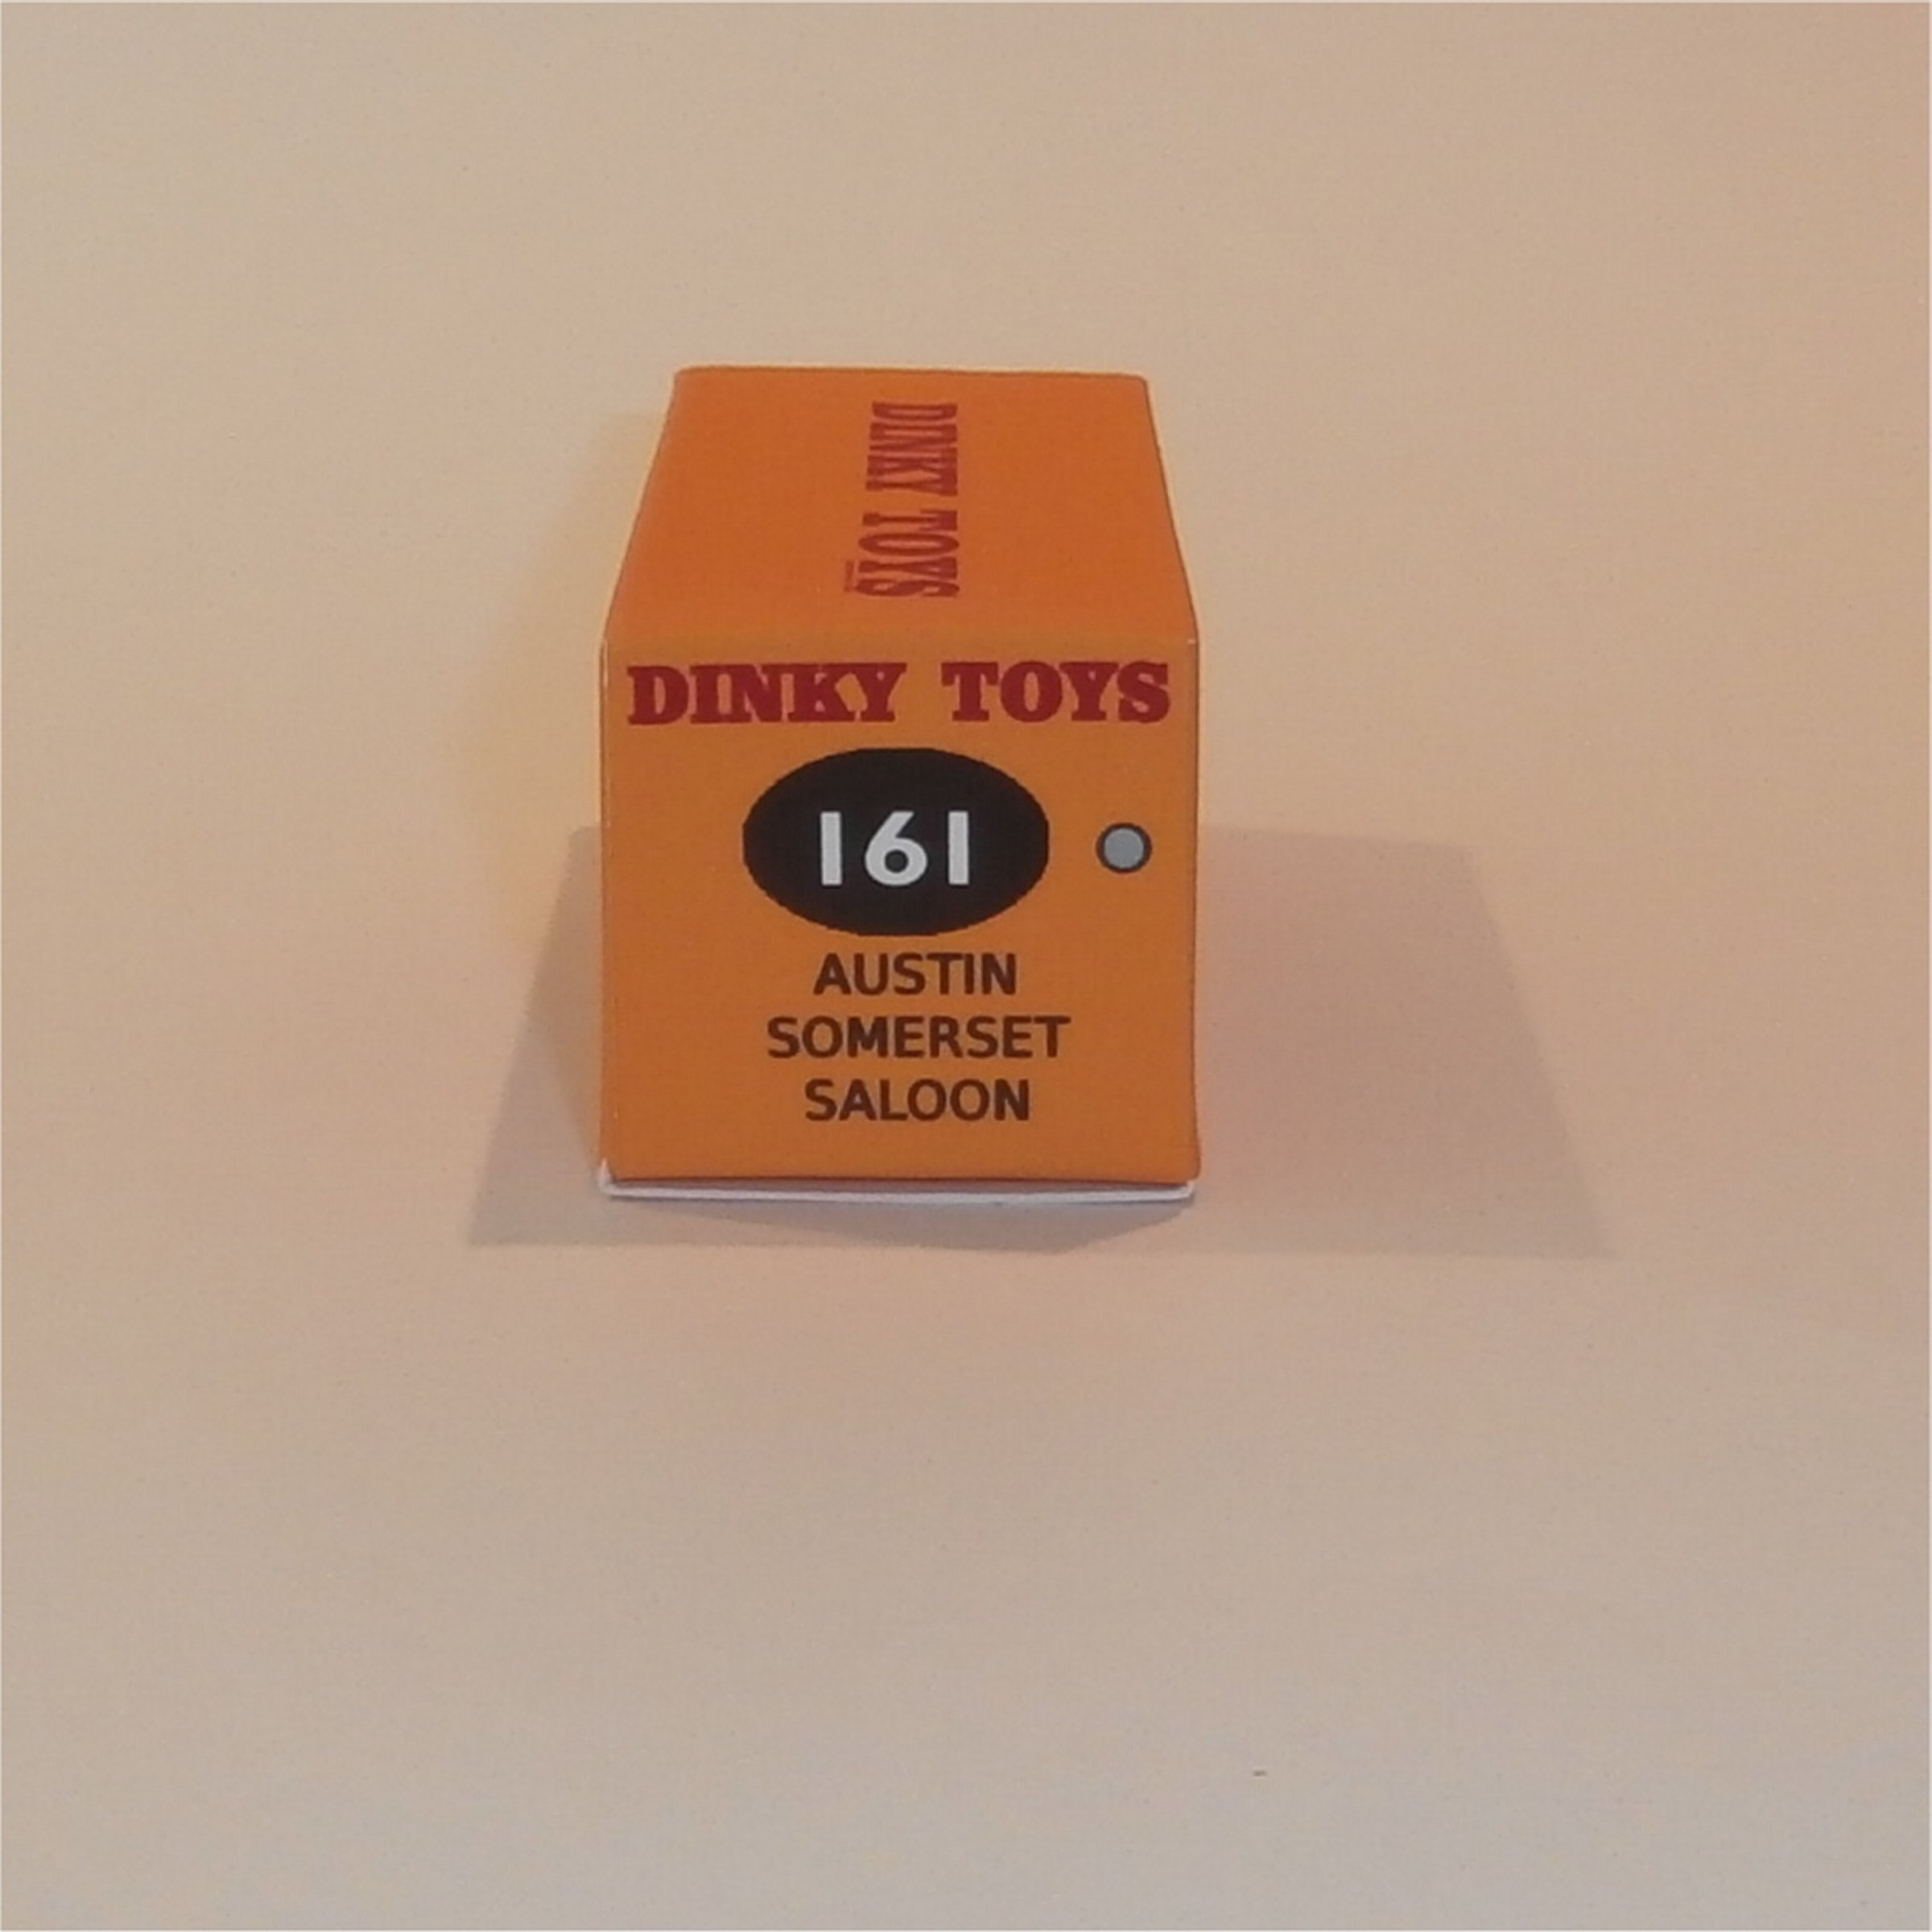 DINKY TOYS
DINKY TOYS
161
AUSTIN
SOMERSET
SALOON